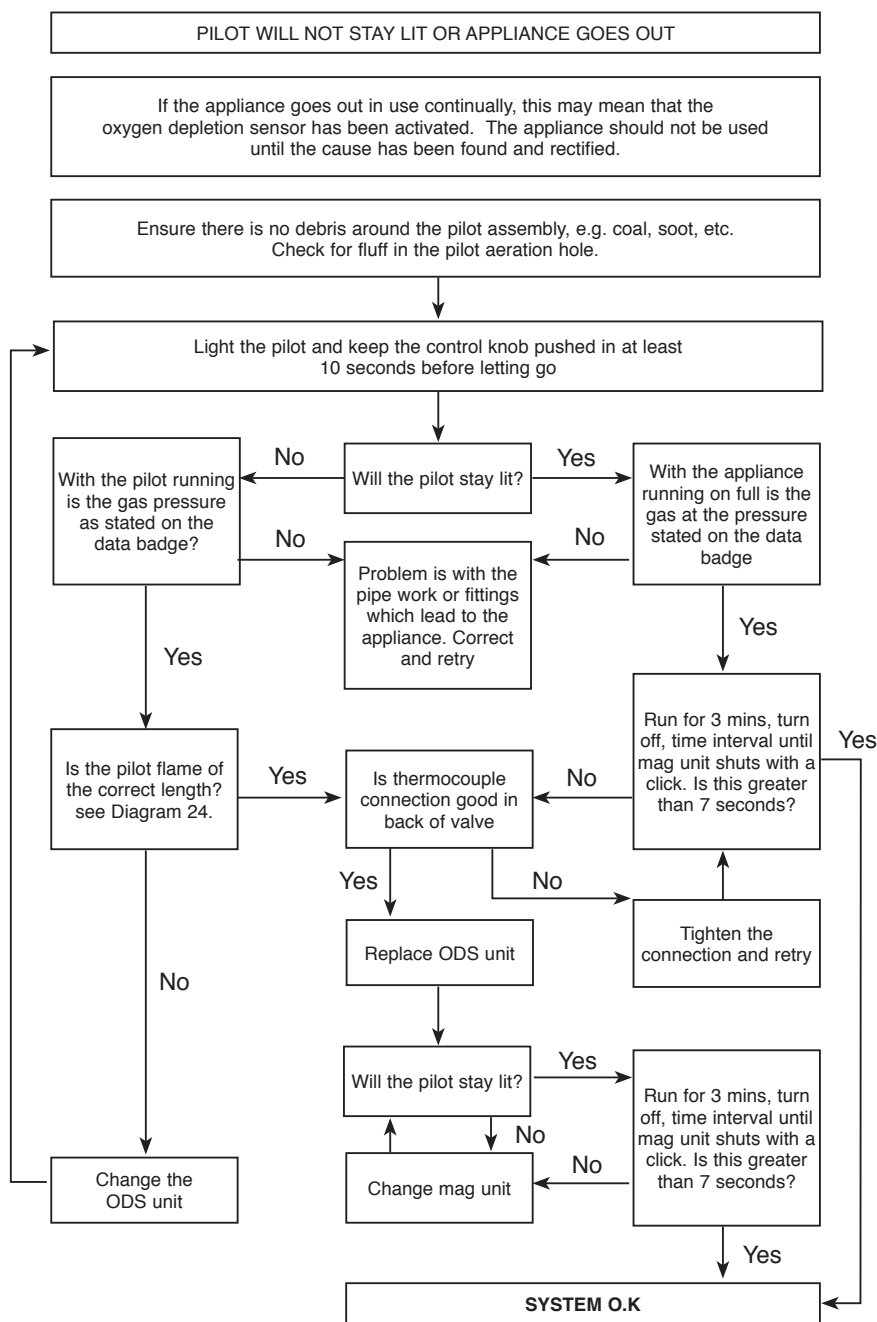 PILOT WILL NOT STAY LIT OR APPLIANCE GOES OUT
If the appliance goes out in use continually, this may mean that the
oxygen depletion sensor has been activated.  The appliance should not be used
until the cause has been found and rectified.
Ensure there is no debris around the pilot assembly, e.g. coal, soot, etc.
Check for fluff in the pilot aeration hole.
Light the pilot and keep the control knob pushed in at least
10 seconds before letting go
With the pilot running
is the gas pressure
as stated on the
data badge?
No
Will the pilot stay lit?
Yes
With the appliance
running on full is the
gas at the pressure
stated on the data
badge
No
Problem is with the
pipe work or fittings
which lead to the
appliance. Correct
and retry
No
Yes
Yes
Is the pilot flame of
the correct length?
see Diagram 24.
Yes
Is thermocouple
connection good in
back of valve
No
Run for 3 mins, turn
off, time interval until
mag unit shuts with a
click. Is this greater
than 7 seconds?
Yes
Yes
No
Tighten the
connection and retry
Replace ODS unit
No
Will the pilot stay lit?
Yes
Run for 3 mins, turn
off, time interval until
mag unit shuts with a
click. Is this greater
than 7 seconds?
No
Change the
ODS unit
Change mag unit
No
Yes
SYSTEM O.K